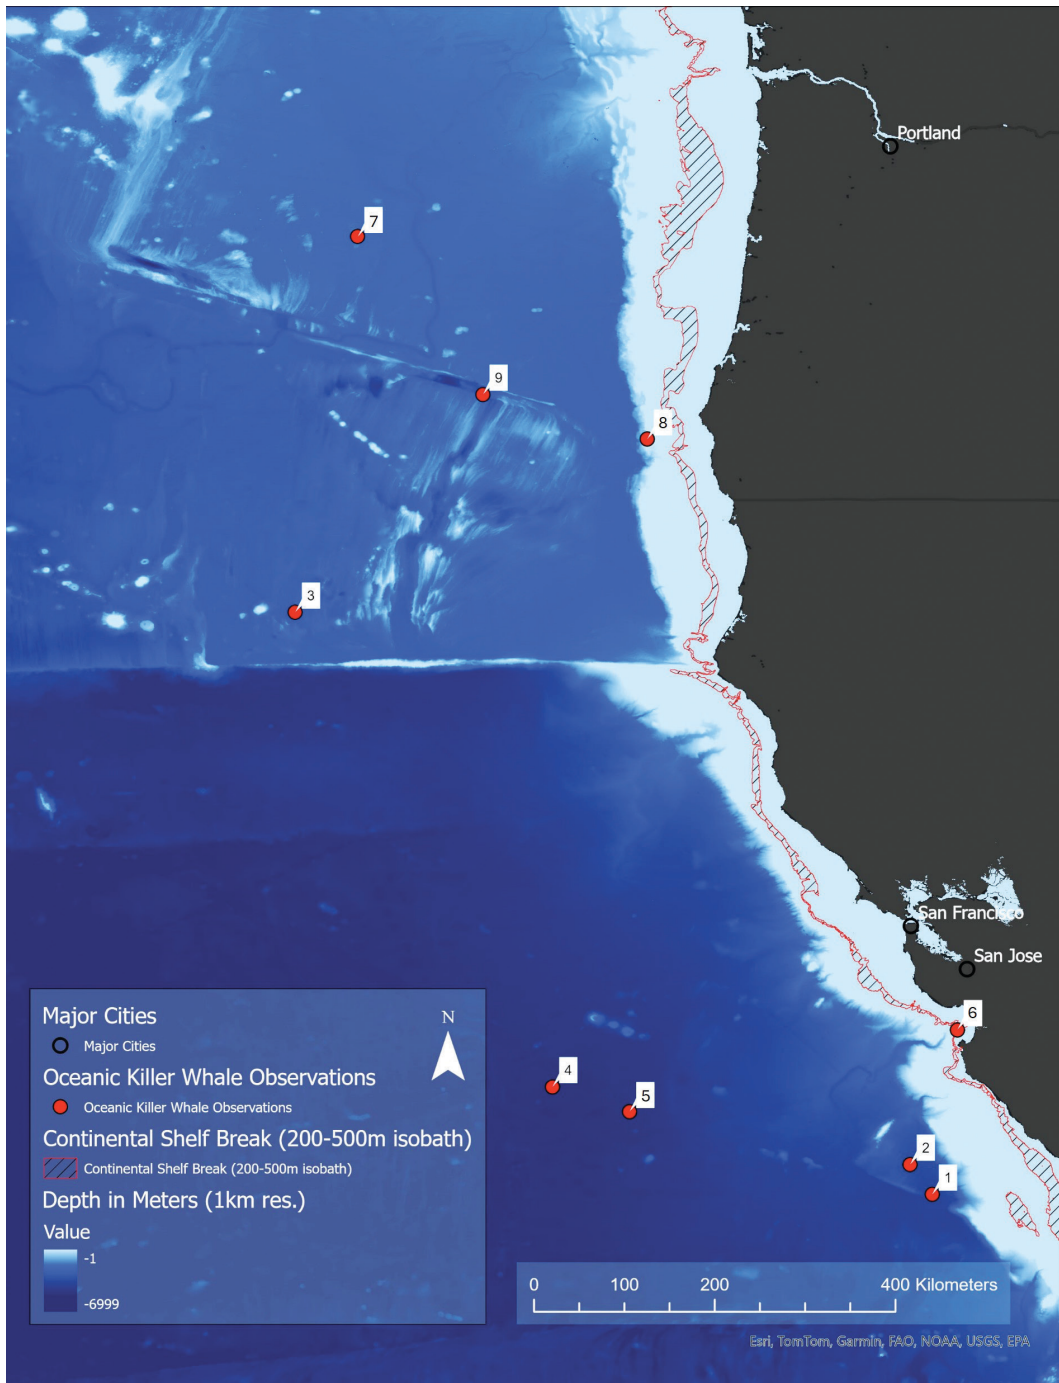 Portland
7
9
8
3
San Francisco
San Jose
6
4
5
2
1
Major Cities
N
Major Cities
Oceanic Killer Whale Observations
Oceanic Killer Whale Observations
Continental Shelf Break (200-500m isobath)
Continental Shelf Break (200-500m isobath)
Depth in Meters (1km res.)
Value
-1
-6999
0 100 200 400 Kilometers
Esri, TomTom, Garmin, FAO, NOAA, USGS, EPA